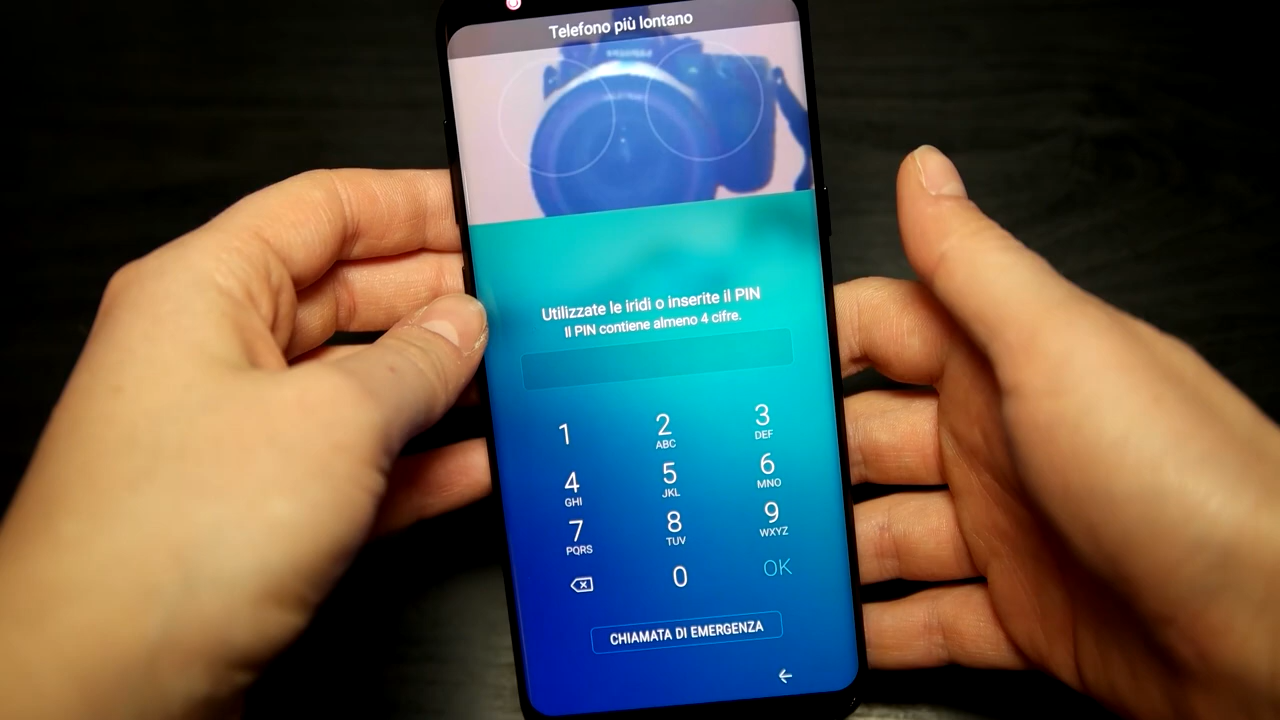 Telefono più lontano
Utilizzate le iridi o inserite il PIN
Il PIN contiene almeno 4 cifre.
1 2 3
ABC DEF
4 5 6
GHI JKL MNO
7 8 9
PQRS TUV WXYZ
0 OK
CHIAMATA DI EMERGENZA